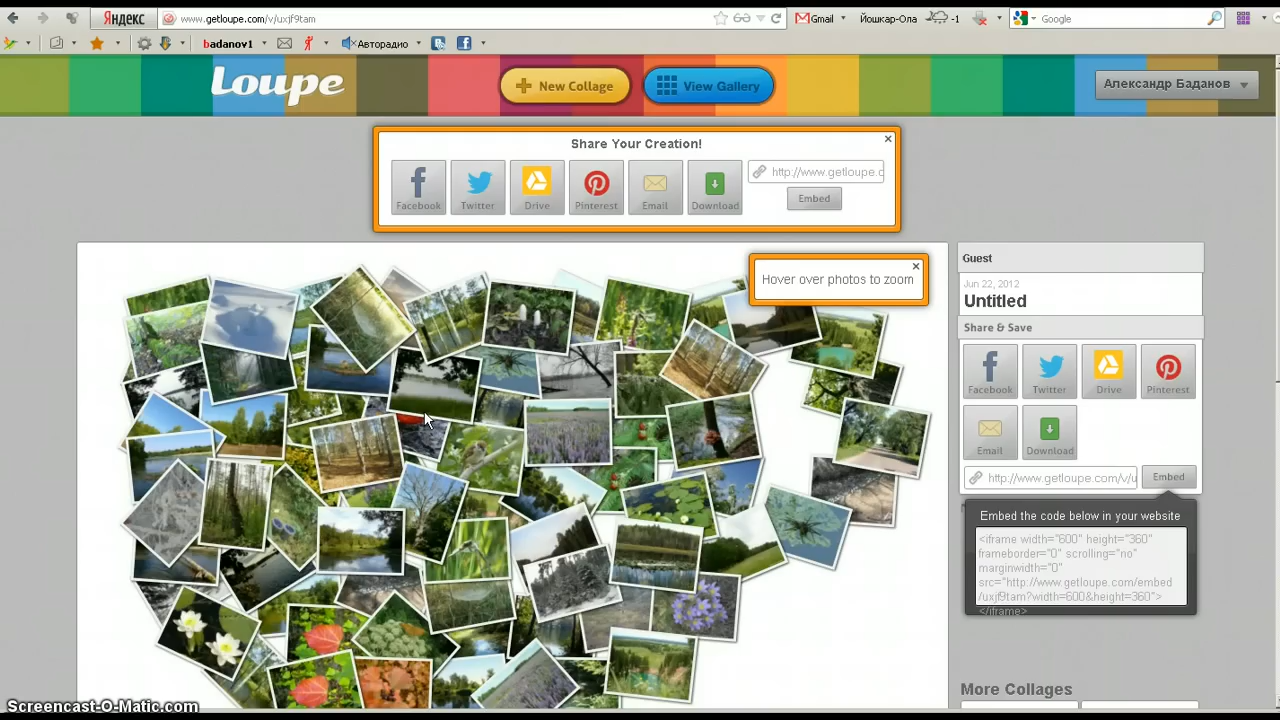 Яндекс
www.getloupe.com/v/uxjf9tam
Gmail
Йошкар-Ола
-1
Google
badanov1
Авторадио
Loupe
New Collage
View Gallery
Александр Баданов
Share Your Creation!
Facebook
Twitter
Drive
Pinterest
Email
Download
http://www.getloupe.c
Embed
Hover over photos to zoom
Guest
Jun 22, 2012
Untitled
Share & Save
Facebook
Twitter
Drive
Pinterest
Email
Download
http://www.getloupe.com/v/u
Embed
Embed the code below in your website
<iframe width="600" height="360"
frameborder="0" scrolling="no"
marginwidth="0"
src="http://www.getloupe.com/embed
/uxjf9tam?width=600&height=360">
</iframe>
More Collages
Screencast-O-Matic.com